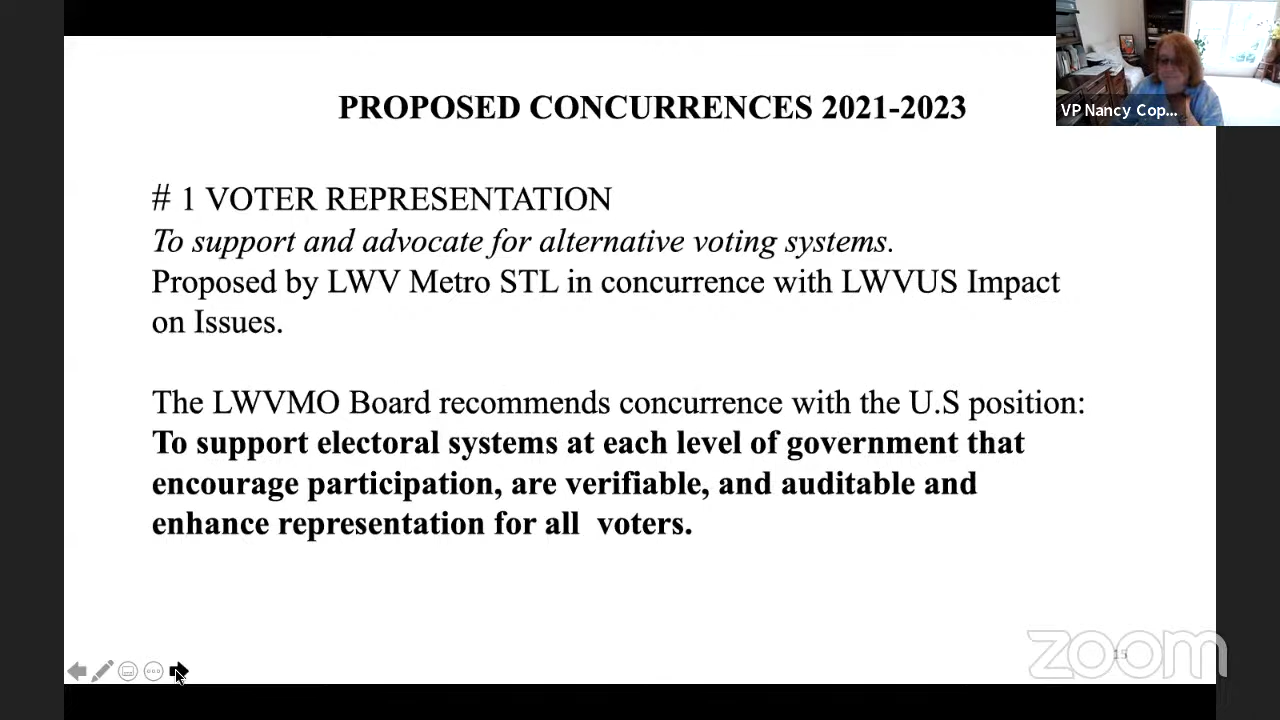 PROPOSED CONCURRENCES 2021-2023
VP Nancy Cop...
# 1 VOTER REPRESENTATION
To support and advocate for alternative voting systems.
Proposed by LWV Metro STL in concurrence with LWVUS Impact
on Issues.
The LWVMO Board recommends concurrence with the U.S position:
To support electoral systems at each level of government that
encourage participation, are verifiable, and auditable and
enhance representation for all  voters.
15
zoom